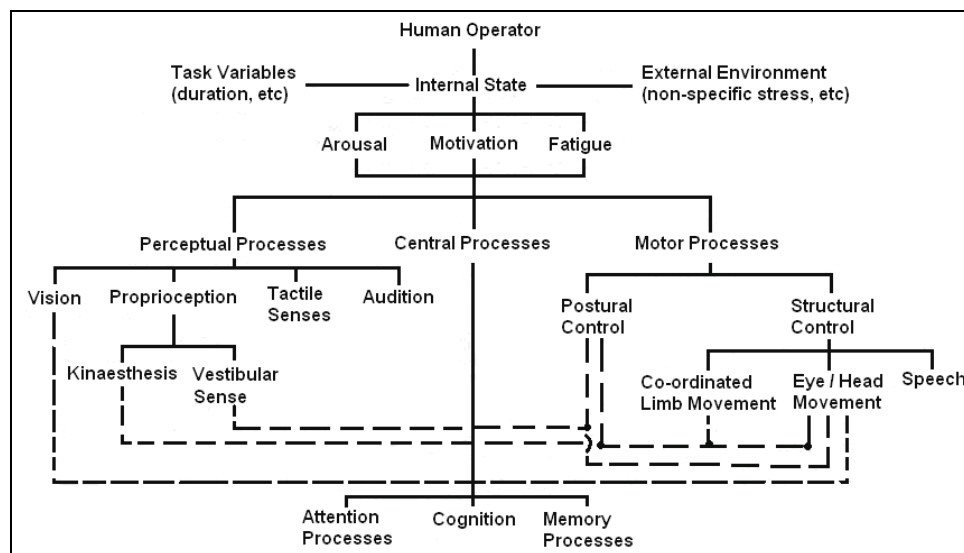 Human Operator
Task Variables
(duration, etc)
Internal State
External Environment
(non-specific stress, etc)
Arousal
Motivation
Fatigue
Perceptual Processes
Central Processes
Motor Processes
Vision
Proprioception
Tactile
Senses
Audition
Postural
Control
Structural
Control
Kinaesthesis
Vestibular
Sense
Co-ordinated
Limb Movement
Eye / Head
Movement
Speech
Attention
Processes
Cognition
Memory
Processes